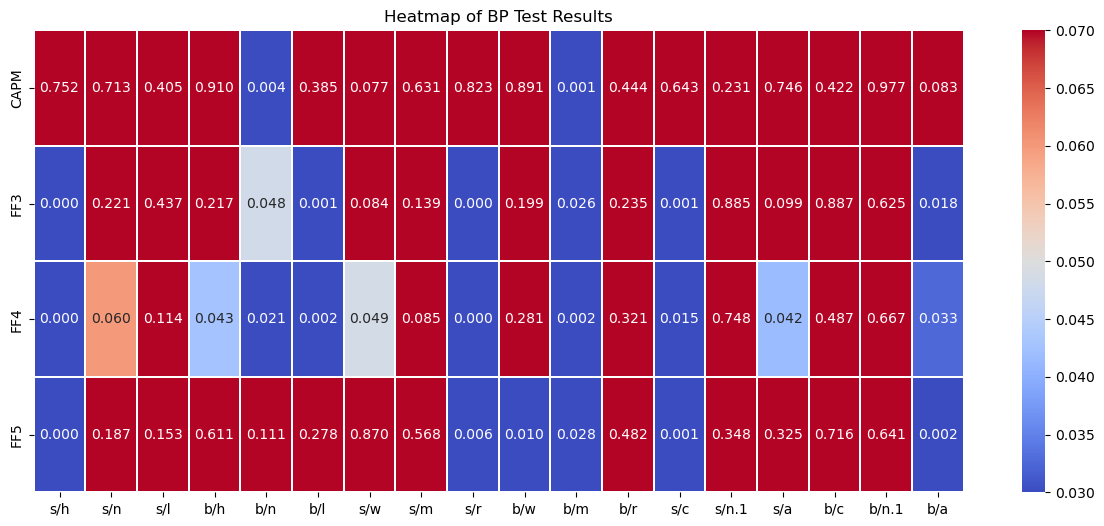 Heatmap of BP Test Results
CAPM 0.752 0.713 0.405 0.910 0.004 0.385 0.077 0.631 0.823 0.891 0.001 0.444 0.643 0.231 0.746 0.422 0.977 0.083
FF3 0.000 0.221 0.437 0.217 0.048 0.001 0.084 0.139 0.000 0.199 0.026 0.235 0.001 0.885 0.099 0.887 0.625 0.018
FF4 0.000 0.060 0.114 0.043 0.021 0.002 0.049 0.085 0.000 0.281 0.002 0.321 0.015 0.748 0.042 0.487 0.667 0.033
FF5 0.000 0.187 0.153 0.611 0.111 0.278 0.870 0.568 0.006 0.010 0.028 0.482 0.001 0.348 0.325 0.716 0.641 0.002
s/h s/n s/l b/h b/n b/l s/w s/m s/r b/w b/m b/r s/c s/n.1 s/a b/c b/n.1 b/a
0.070
0.065
0.060
0.055
0.050
0.045
0.040
0.035
0.030